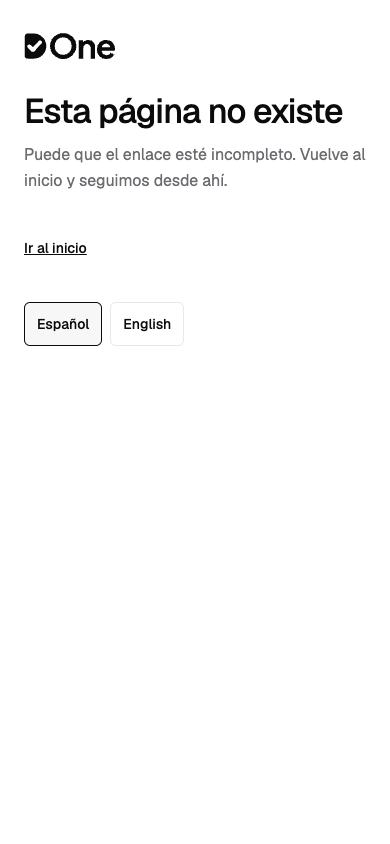 One
Esta página no existe
Puede que el enlace esté incompleto. Vuelve al
inicio y seguimos desde ahí.
Ir al inicio
Español
English